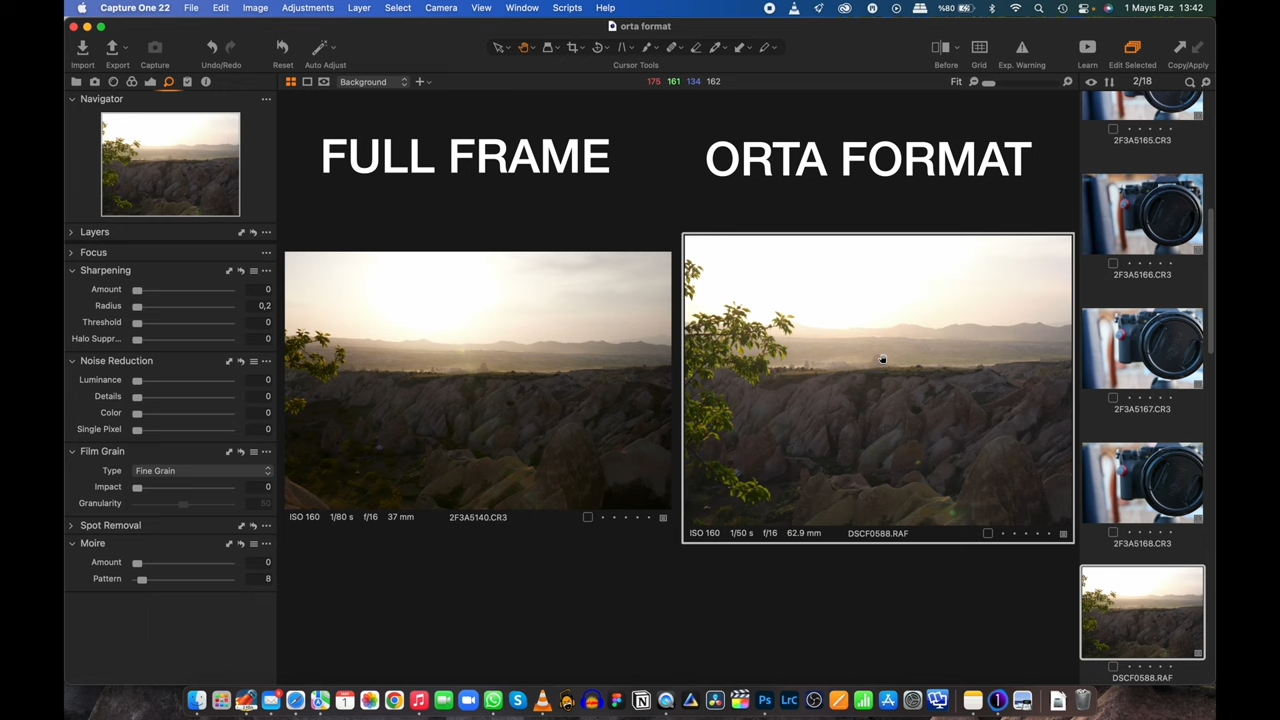 Capture One 22 File Edit Image Adjustments Layer Select Camera View Window Scripts Help %80 1 Mayıs Paz 13:42
orta format
Import Export Capture Undo/Redo Reset Auto Adjust Cursor Tools Before Grid Exp. Warning Learn Edit Selected Copy/Apply
Background 175 161 134 162 Fit 2/18
Navigator
FULL FRAME
ORTA FORMAT
Layers
Focus
Sharpening
Amount 0
Radius 0,2
Threshold 0
Halo Suppr... 0
Noise Reduction
Luminance 0
Details 0
Color 0
Single Pixel 0
Film Grain
Type Fine Grain
Impact 0
Granularity 50
Spot Removal
Moire
Amount 0
Pattern 8
ISO 160 1/80 s f/16 37 mm 2F3A5140.CR3
ISO 160 1/50 s f/16 62.9 mm DSCF0588.RAF
2F3A5165.CR3
2F3A5166.CR3
2F3A5167.CR3
2F3A5168.CR3
DSCF0588.RAF